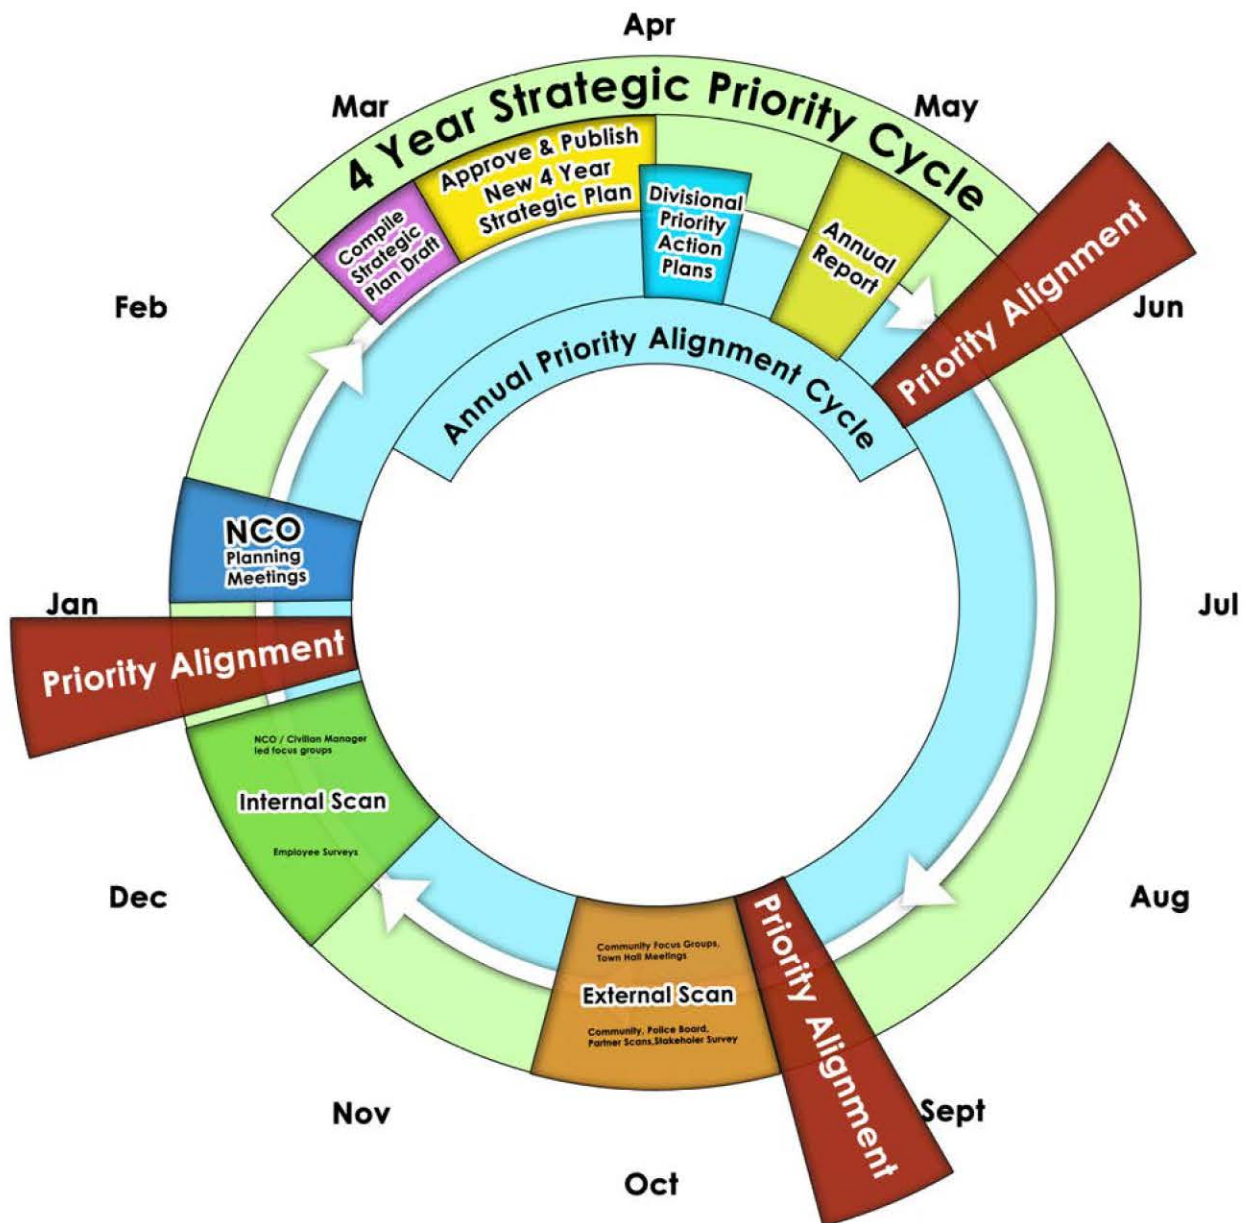 Apr
Mar
May
4 Year Strategic Priority Cycle
Approve & Publish
New 4 Year
Strategic Plan
Compile
Strategic
Plan Draft
Divisional
Priority
Action
Plans
Annual
Report
Priority Alignment
Feb
Jun
Annual Priority Alignment Cycle
NCO
Planning
Meetings
Jan
Jul
Priority Alignment
NCO / Civilian Manager
led focus groups
Internal Scan
Employee Surveys
Dec
Aug
Community Focus Groups,
Town Hall Meetings
External Scan
Community, Police Board,
Partner Scans,Stakeholer Survey
Priority Alignment
Nov
Sept
Oct